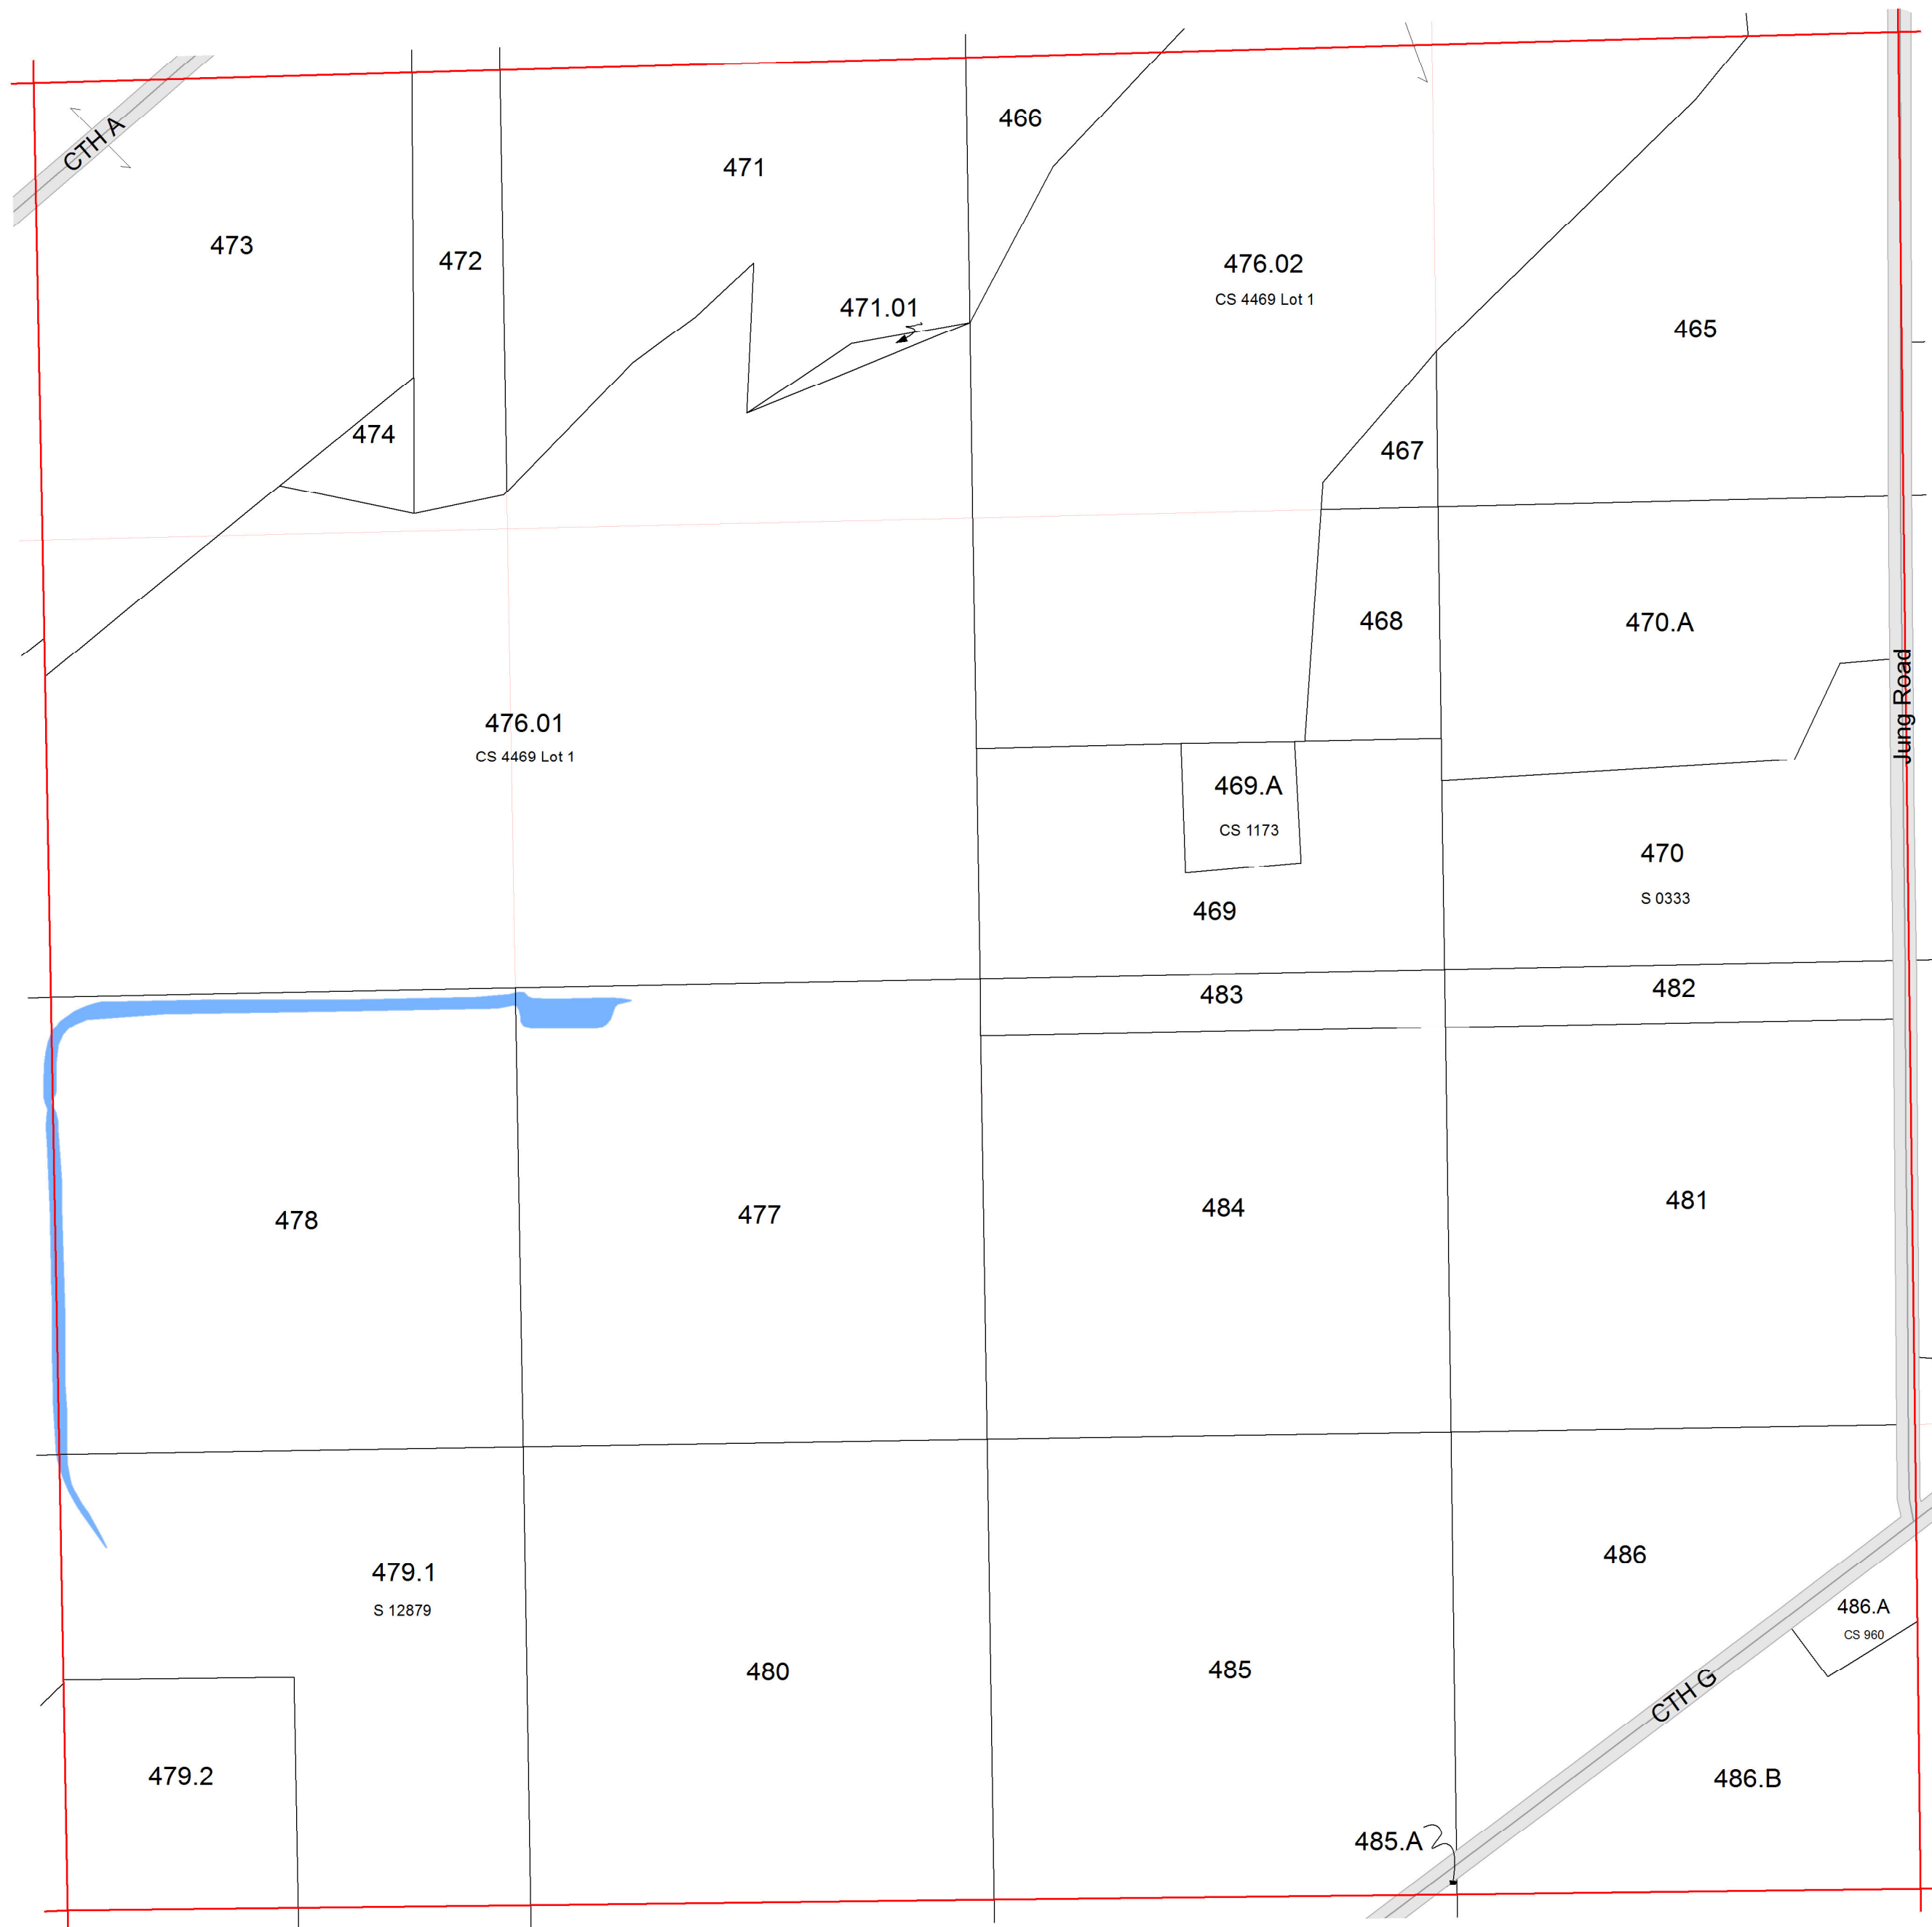 CTH A
466
471
473
472
476.02
CS 4469 Lot 1
471.01
465
474
467
468
470.A
Jung Road
476.01
CS 4469 Lot 1
469.A
CS 1173
470
S 0333
469
483
482
478
477
484
481
479.1
S 12879
486
486.A
CS 960
480
485
CTH G
479.2
486.B
485.A